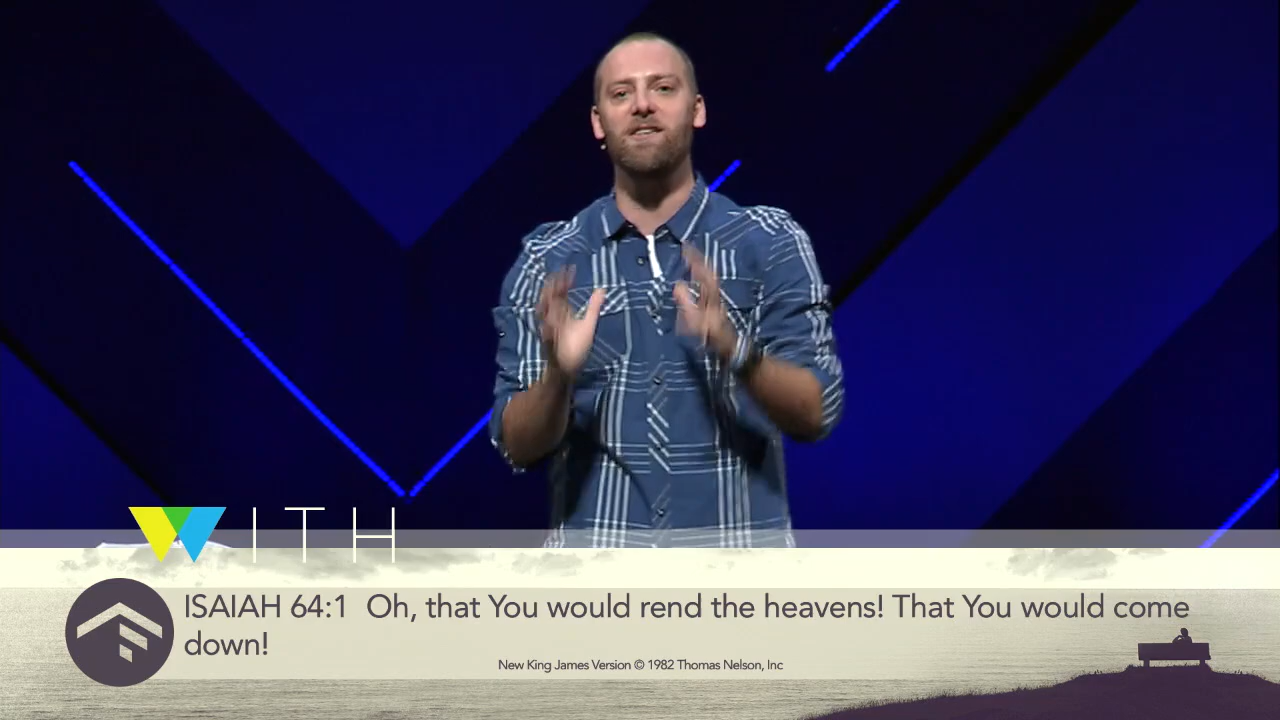 WITH
ISAIAH 64:1 Oh, that You would rend the heavens! That You would come
down!
New King James Version © 1982 Thomas Nelson, Inc